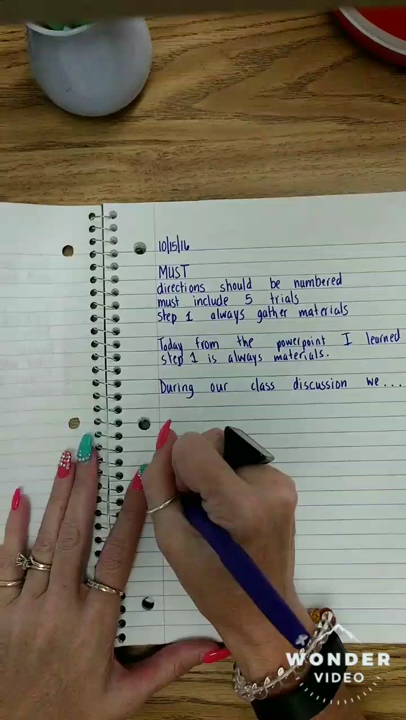 10/15/16
MUST
directions should be numbered
must include 5 trials
step 1 always gather materials
Today from the powerpoint I learned
step 1 is always materials.
During our class discussion we...
WONDER
VIDEO